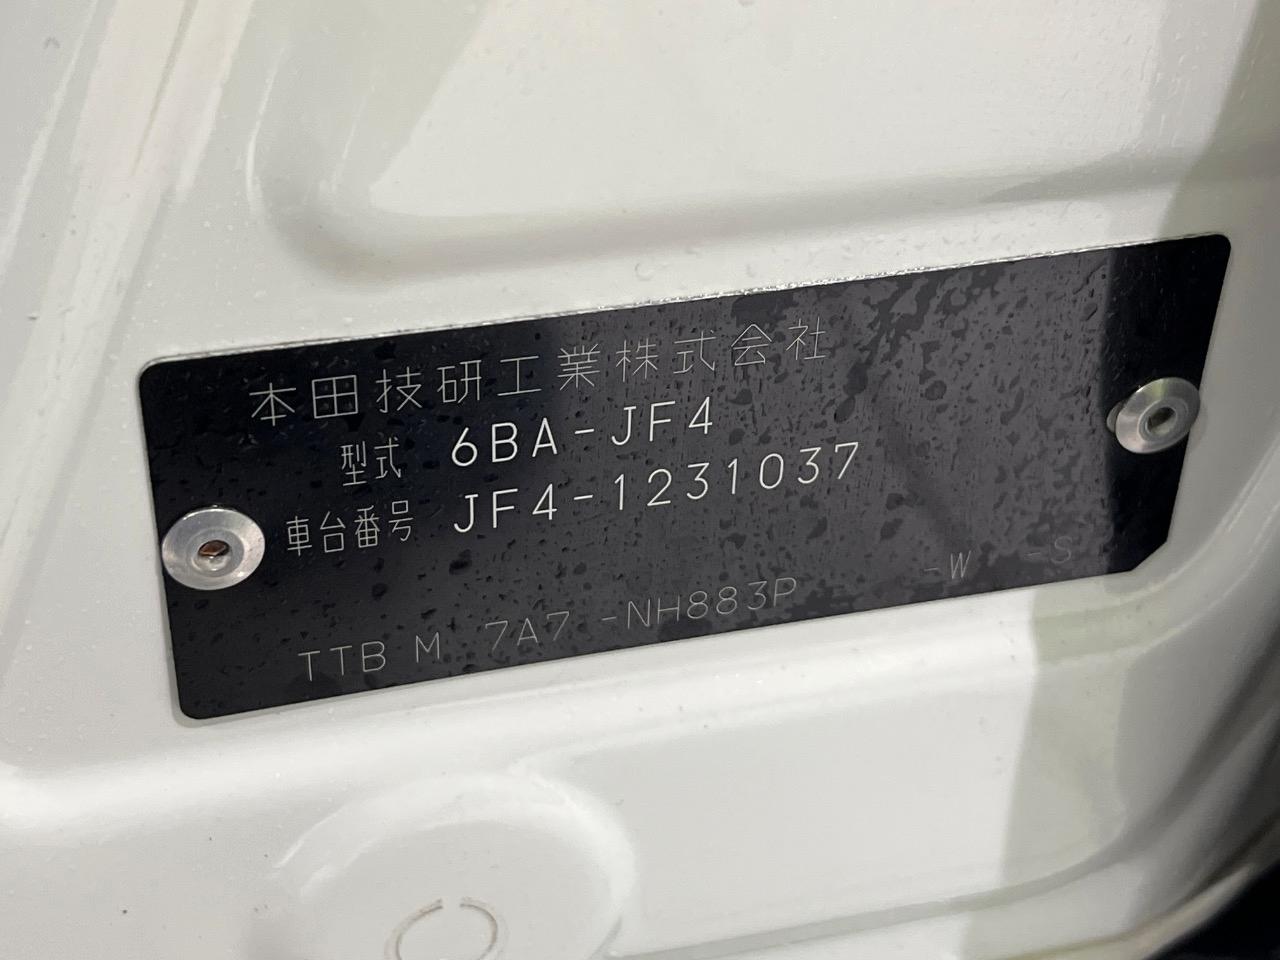 本田技研工業株式会社
型式 6BA-JF4
車台番号 JF4-1231037
TTB M 7A7 -NH883P -W -S